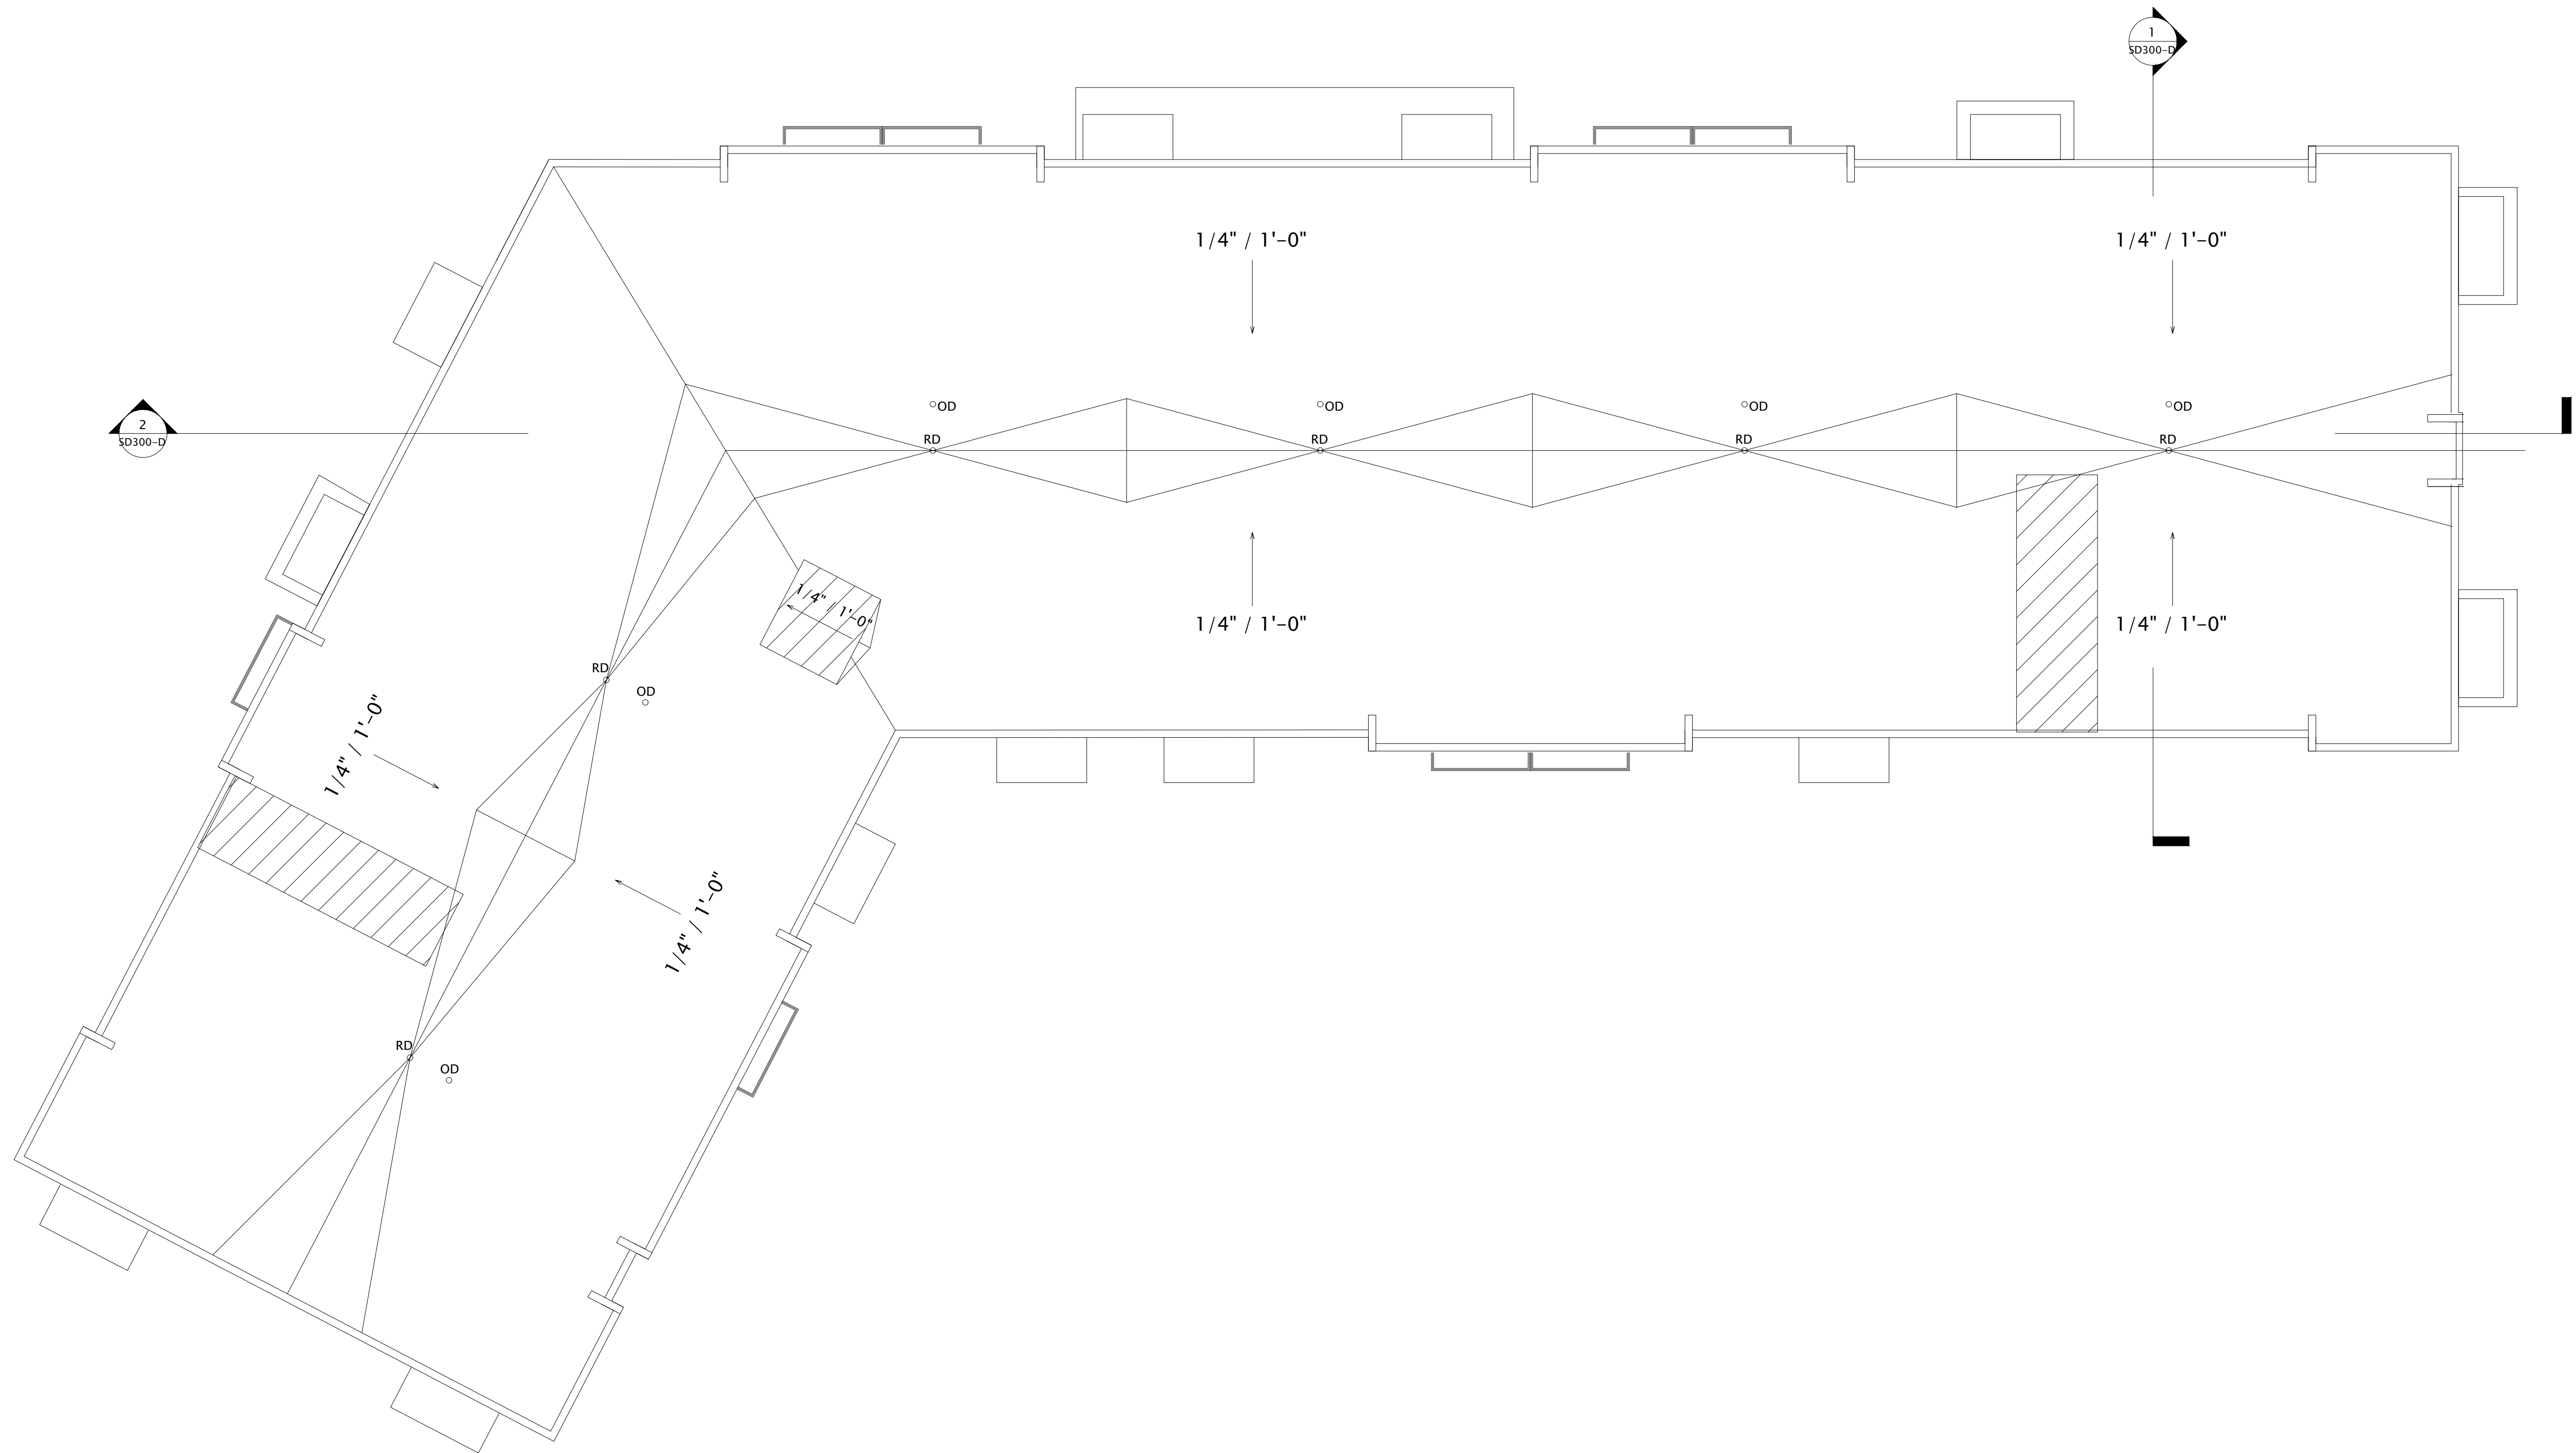 1
SD300-D
1/4" / 1'-0"
1/4" / 1'-0"
OD
OD
OD
OD
2
SD300-D
RD
RD
RD
RD
1/4" / 1'-0"
1/4" / 1'-0"
1/4" / 1'-0"
RD
OD
1/4" / 1'-0"
1/4" / 1'-0"
RD
OD